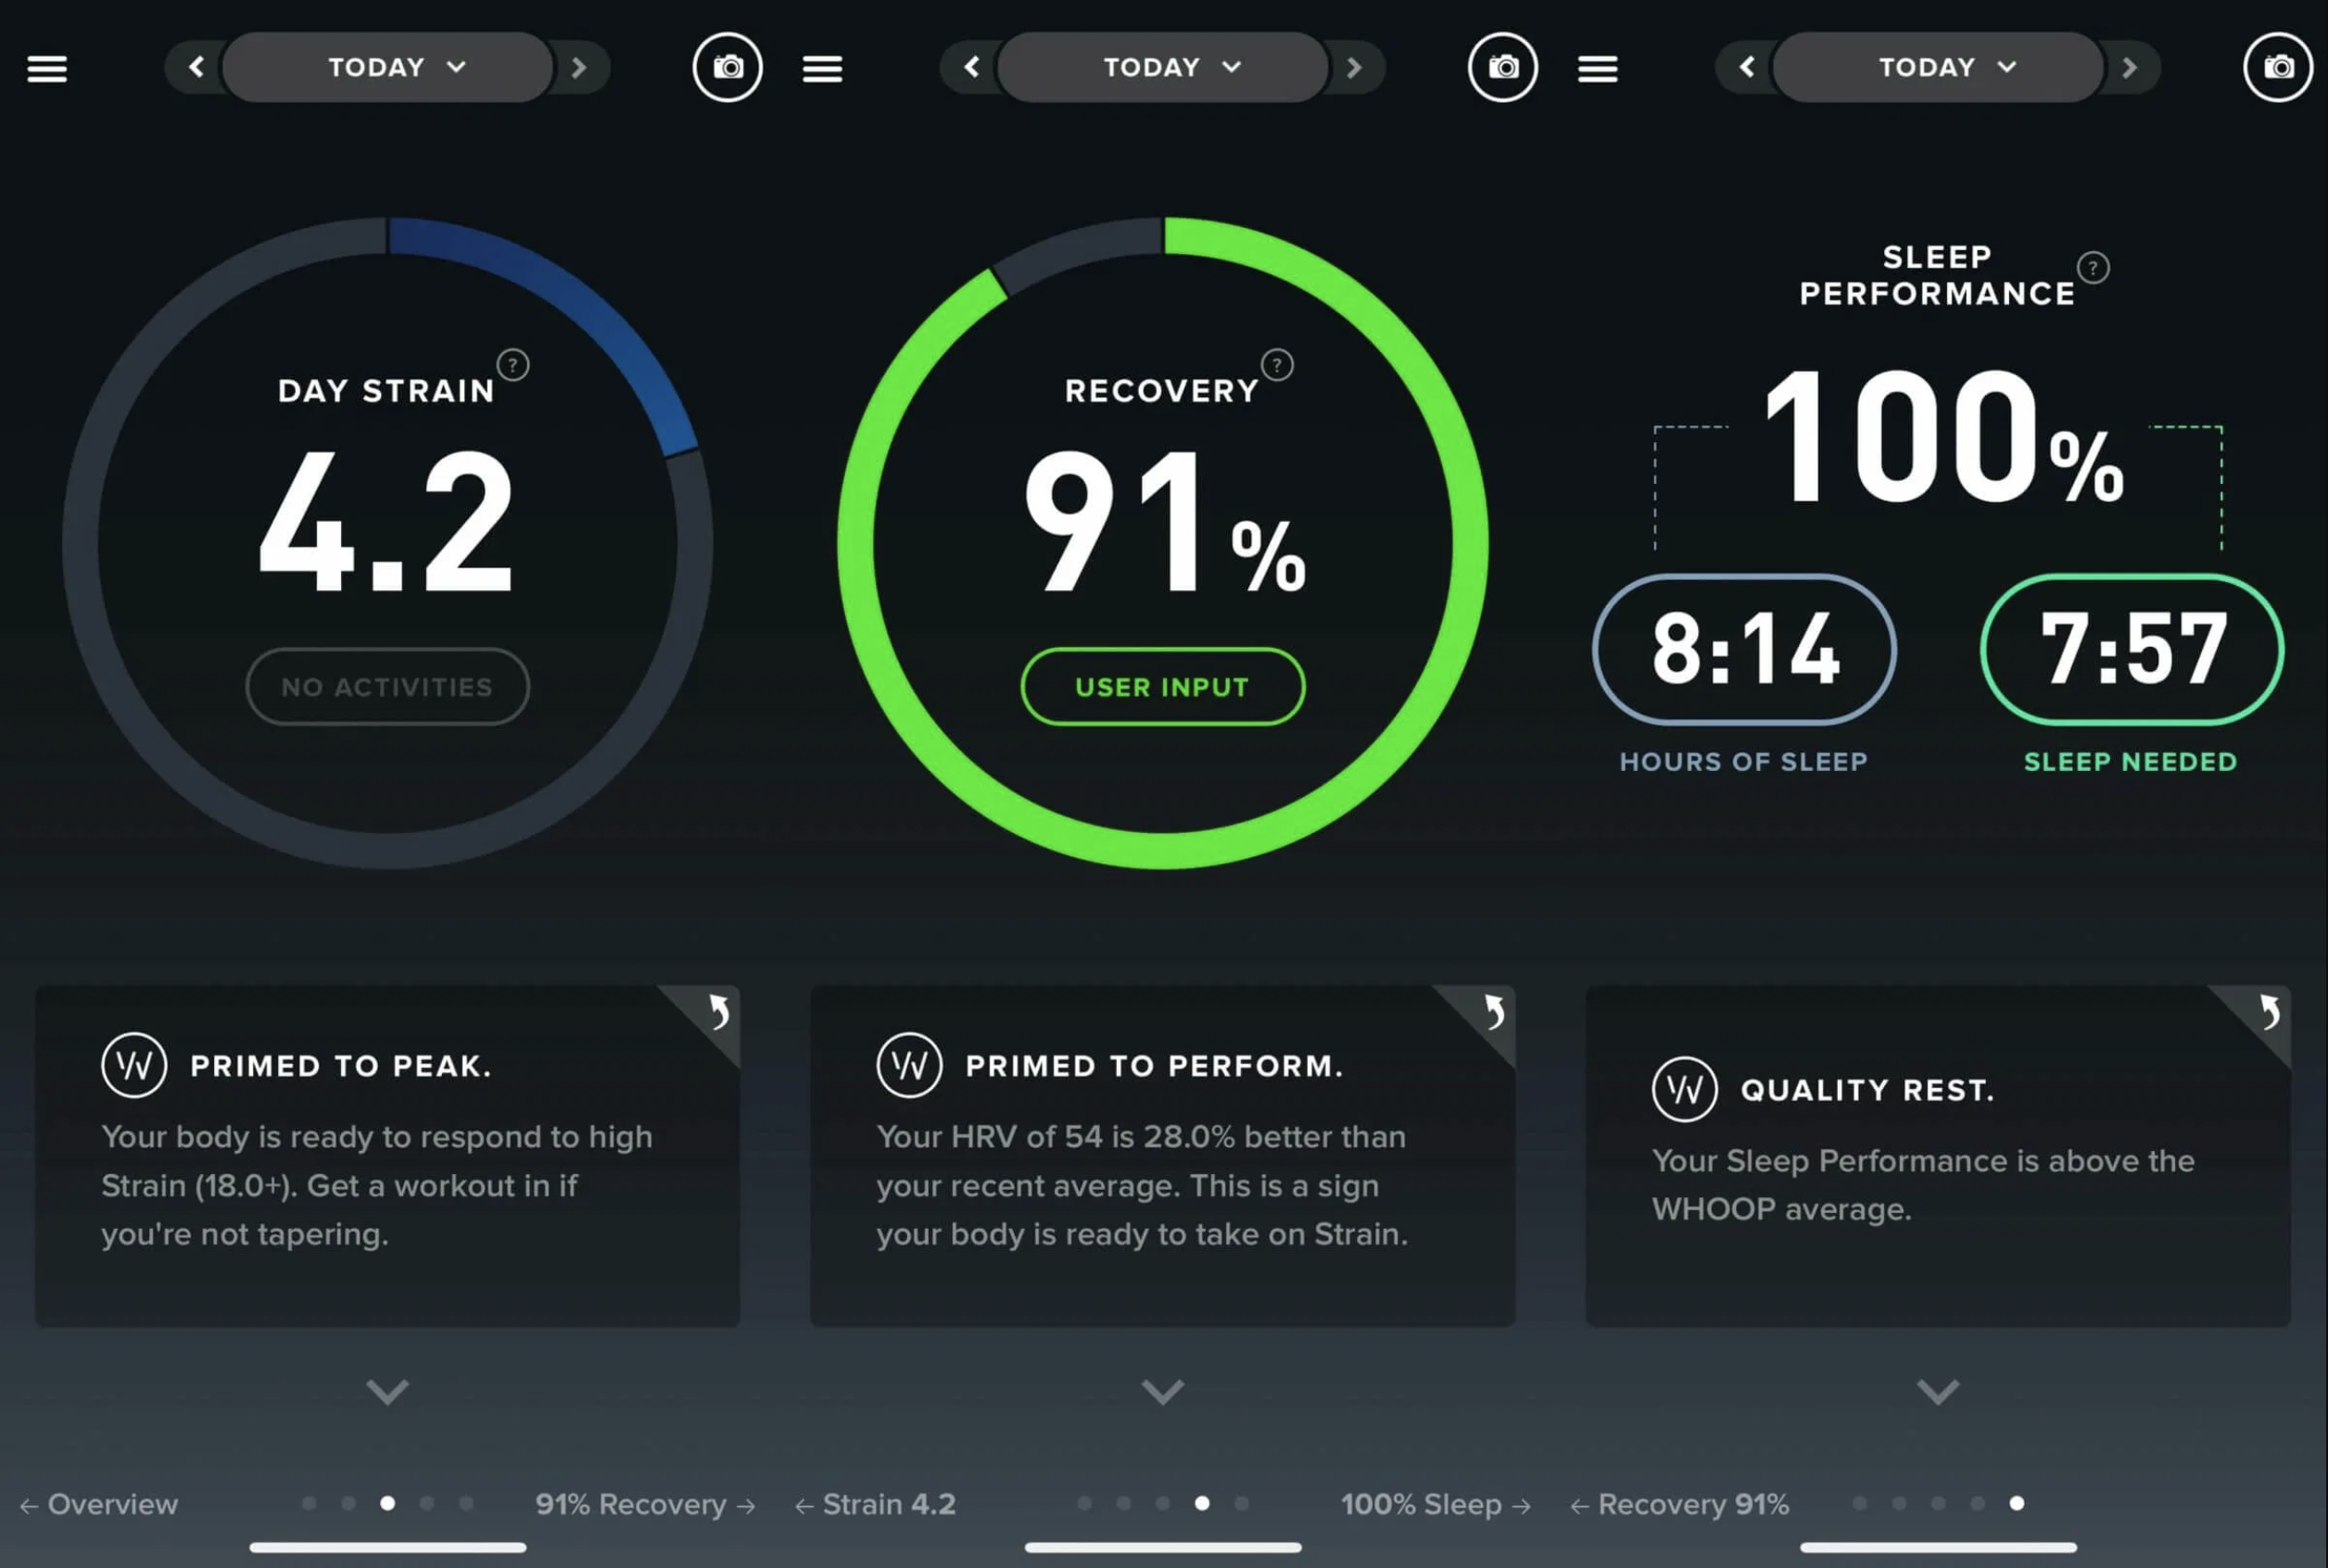 TODAY
DAY STRAIN ?
4.2
NO ACTIVITIES
W PRIMED TO PEAK.
Your body is ready to respond to high
Strain (18.0+). Get a workout in if
you're not tapering.
← Overview
91% Recovery →
TODAY
RECOVERY ?
91%
USER INPUT
W PRIMED TO PERFORM.
Your HRV of 54 is 28.0% better than
your recent average. This is a sign
your body is ready to take on Strain.
← Strain 4.2
100% Sleep →
TODAY
SLEEP
PERFORMANCE ?
100%
8:14
HOURS OF SLEEP
7:57
SLEEP NEEDED
W QUALITY REST.
Your Sleep Performance is above the
WHOOP average.
← Recovery 91%